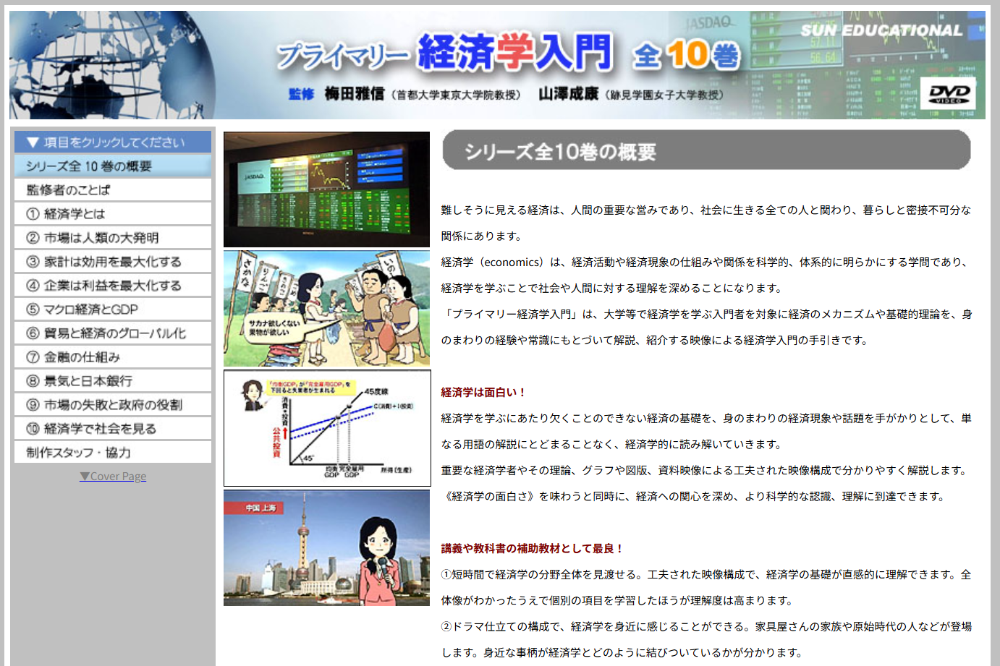 プライマリー 経済学入門 全10巻
SUN EDUCATIONAL
JASDAQ
57.11
56.64
監修 梅田雅信（首都大学東京大学院教授） 山澤成康（跡見学園女子大学教授）
DVD
VIDEO
▼ 項目をクリックしてください
シリーズ全 10 巻の概要
監修者のことば
① 経済学とは
② 市場は人類の大発明
③ 家計は効用を最大化する
④ 企業は利益を最大化する
⑤ マクロ経済とGDP
⑥ 貿易と経済のグローバル化
⑦ 金融の仕組み
⑧ 景気と日本銀行
⑨ 市場の失敗と政府の役割
⑩ 経済学で社会を見る
制作スタッフ・協力
▼Cover Page
JASDAQ
さかな
りんご
きのこ
サカナ欲しくない
果物が欲しい
「均衡GDP」が「完全雇用GDP」を
下回ると失業者が生まれる
消費・投資
公共投資
45度線
C(消費)+I(投資)
45°
均衡 完全雇用
GDP GDP
所得(生産)
中国 上海
シリーズ全10巻の概要
難しそうに見える経済は、人間の重要な営みであり、社会に生きる全ての人と関わり、暮らしと密接不可分な
関係にあります。
経済学（economics）は、経済活動や経済現象の仕組みや関係を科学的、体系的に明らかにする学問であり、
経済学を学ぶことで社会や人間に対する理解を深めることになります。
「プライマリー経済学入門」は、大学等で経済学を学ぶ入門者を対象に経済のメカニズムや基礎的理論を、身
のまわりの経験や常識にもとづいて解説、紹介する映像による経済学入門の手引きです。
経済学は面白い！
経済学を学ぶにあたり欠くことのできない経済の基礎を、身のまわりの経済現象や話題を手がかりとして、単
なる用語の解説にとどまることなく、経済学的に読み解いていきます。
重要な経済学者やその理論、グラフや図版、資料映像による工夫された映像構成で分かりやすく解説します。
《経済学の面白さ》を味わうと同時に、経済への関心を深め、より科学的な認識、理解に到達できます。
講義や教科書の補助教材として最良！
①短時間で経済学の分野全体を見渡せる。工夫された映像構成で、経済学の基礎が直感的に理解できます。全
体像がわかったうえで個別の項目を学習したほうが理解度は高まります。
②ドラマ仕立ての構成で、経済学を身近に感じることができる。家具屋さんの家族や原始時代の人などが登場
します。身近な事柄が経済学とどのように結びついているかが分かります。